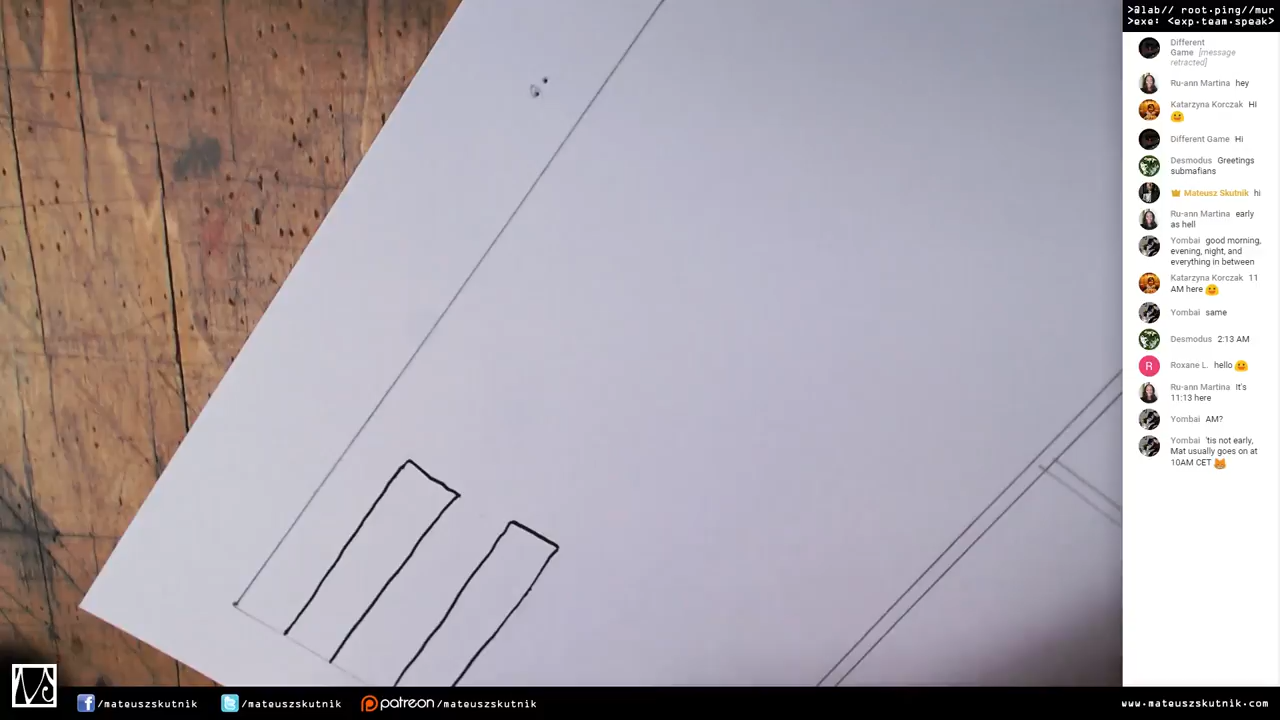 >@lab// root.ping//mur
>exe: <exp.team.speak>
Different
Game [message
retracted]
Ru-ann Martina hey
Katarzyna Korczak Hi
Different Game Hi
Desmodus Greetings
submafians
Mateusz Skutnik hi
Ru-ann Martina early
as hell
Yombai good morning,
evening, night, and
everything in between
Katarzyna Korczak 11
AM here
Yombai same
Desmodus 2:13 AM
R
Roxane L. hello
Ru-ann Martina It's
11:13 here
Yombai AM?
Yombai 'tis not early,
Mat usually goes on at
10AM CET
/mateuszskutnik
/mateuszskutnik
patreon/mateuszskutnik
www.mateuszskutnik.com